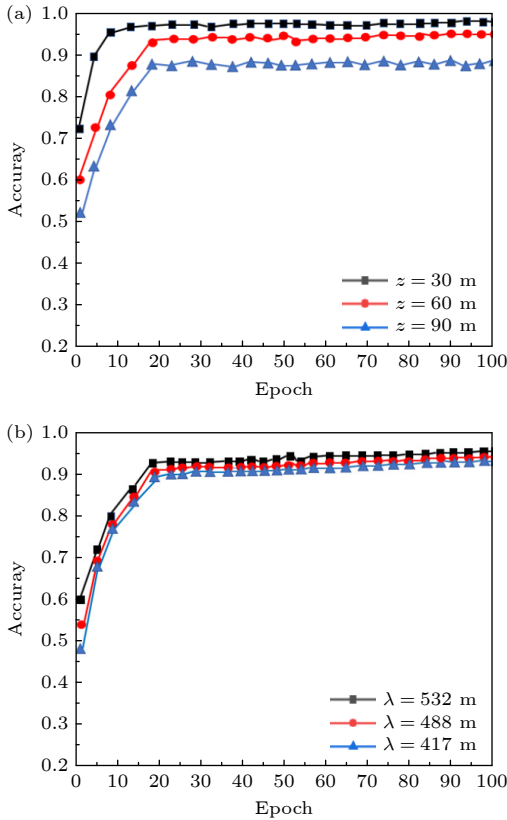 (a)
1.0
0.9
0.8
0.7
0.6
0.5
0.4
0.3
0.2
Accuray
z = 30 m
z = 60 m
z = 90 m
0 10 20 30 40 50 60 70 80 90 100
Epoch
(b)
1.0
0.9
0.8
0.7
0.6
0.5
0.4
0.3
0.2
Accuray
λ = 532 m
λ = 488 m
λ = 417 m
0 10 20 30 40 50 60 70 80 90 100
Epoch